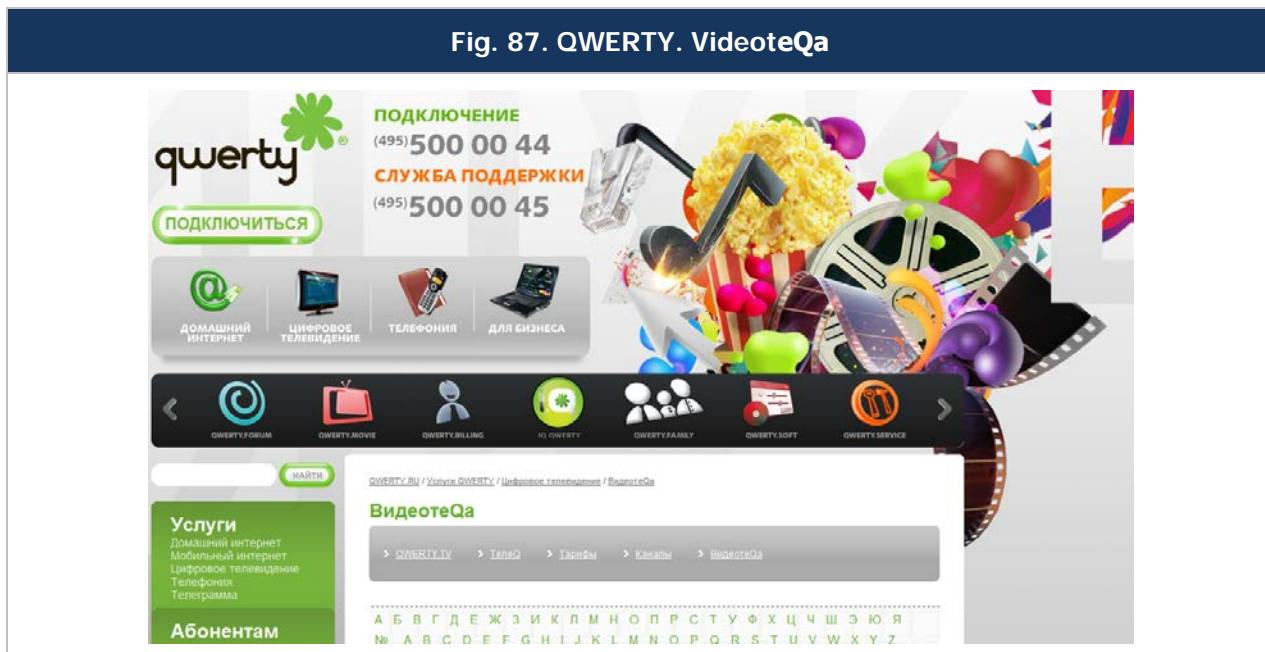 Fig. 87. QWERTY. VideoteQa
qwerty®
ПОДКЛЮЧЕНИЕ
(495) 500 00 44
СЛУЖБА ПОДДЕРЖКИ
(495) 500 00 45
ПОДКЛЮЧИТЬСЯ
ДОМАШНИЙ ИНТЕРНЕТ
ЦИФРОВОЕ ТЕЛЕВИДЕНИЕ
ТЕЛЕФОНИЯ
ДЛЯ БИЗНЕСА
QWERTY.FORUM QWERTY.MOVIE QWERTY.BILLING IQ.QWERTY QWERTY.FAMILY QWERTY.SOFT QWERTY.SERVICE
НАЙТИ
QWERTY.RU / Услуги QWERTY / Цифровое телевидение / ВидеотеQа
ВидеотеQа
QWERTY.TV ТелеQ Тарифы Каналы ВидеотеQа
Услуги
Домашний интернет
Мобильный интернет
Цифровое телевидение
Телефония
Телеграмма
Абонентам
А Б В Г Д Е Ж З И К Л М Н О П Р С Т У Ф Х Ц Ч Ш Э Ю Я
№ A B C D E F G H I J K L M N O P Q R S T U V W X Y Z